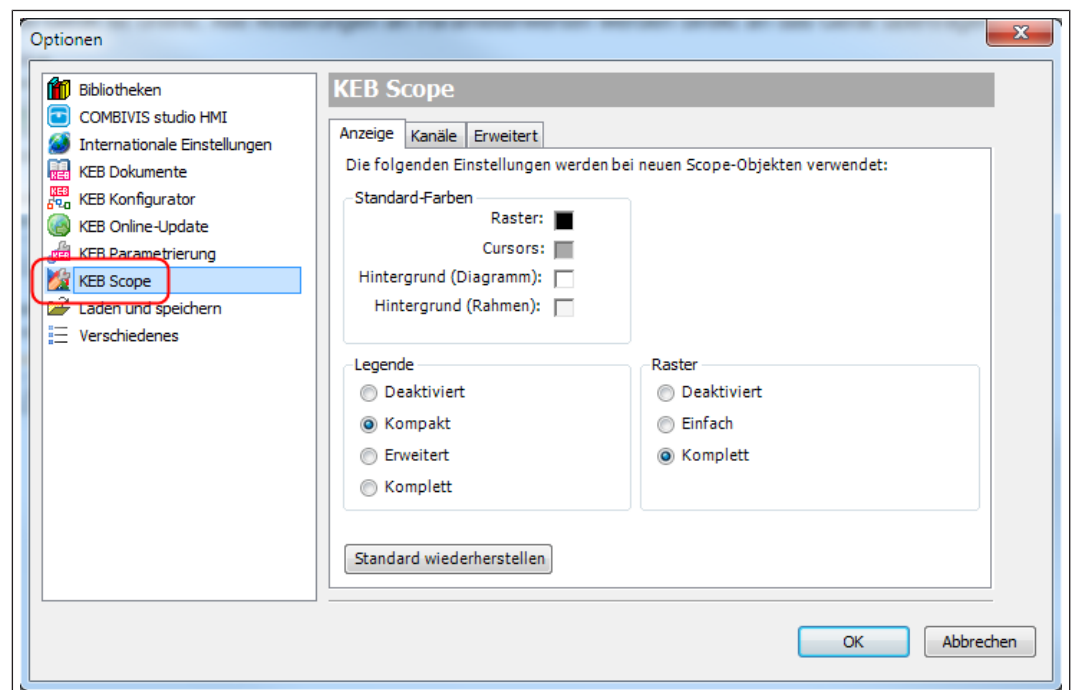 Optionen
Bibliotheken
COMBIVIS studio HMI
Internationale Einstellungen
KEB Dokumente
KEB Konfigurator
KEB Online-Update
KEB Parametrierung
KEB Scope
Laden und speichern
Verschiedenes
KEB Scope
Anzeige Kanäle Erweitert
Die folgenden Einstellungen werden bei neuen Scope-Objekten verwendet:
Standard-Farben
Raster:
Cursors:
Hintergrund (Diagramm):
Hintergrund (Rahmen):
Legende
Deaktiviert
Kompakt
Erweitert
Komplett
Raster
Deaktiviert
Einfach
Komplett
Standard wiederherstellen
OK Abbrechen